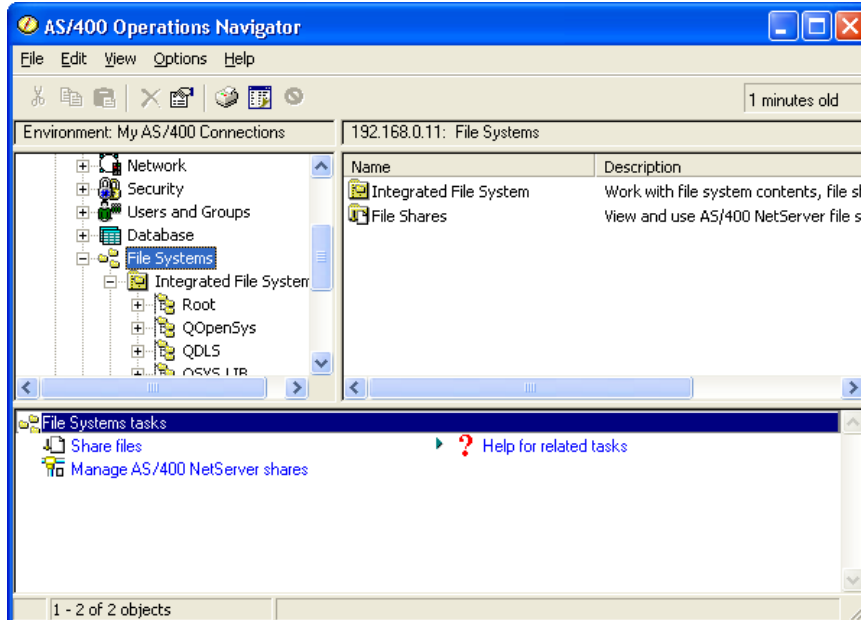 AS/400 Operations Navigator
File Edit View Options Help
1 minutes old
Environment: My AS/400 Connections
192.168.0.11: File Systems
Network
Security
Users and Groups
Database
File Systems
Integrated File System
Root
QOpenSys
QDLS
QSYS.LIB
Name Description
Integrated File System Work with file system contents, file
File Shares View and use AS/400 NetServer file
File Systems tasks
Share files
Manage AS/400 NetServer shares
? Help for related tasks
1 - 2 of 2 objects